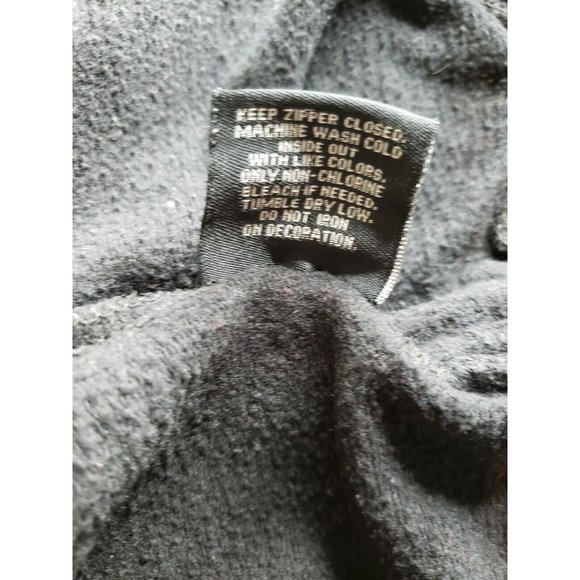 KEEP ZIPPER CLOSED.
MACHINE WASH COLD
INSIDE OUT
WITH LIKE COLORS.
ONLY NON-CHLORINE
BLEACH IF NEEDED.
TUMBLE DRY LOW.
DO NOT IRON
ON DECORATION.